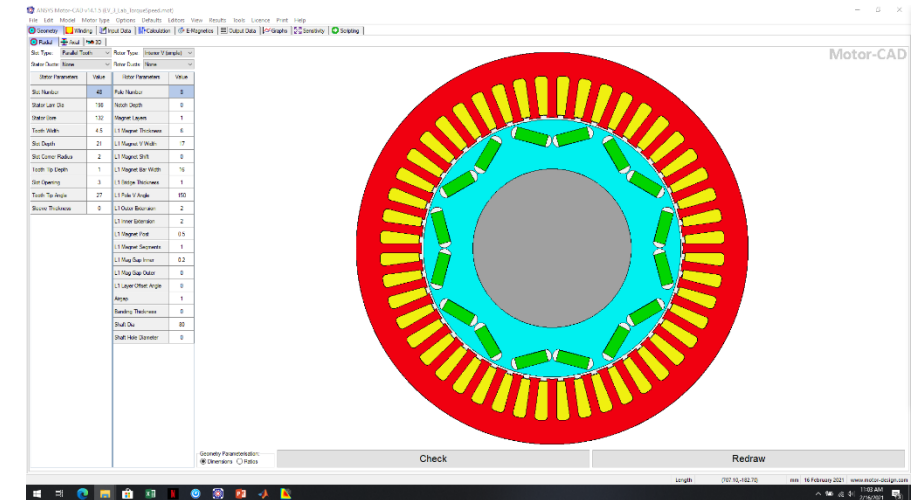 ANSYS Motor-CAD v14.1.5 (EV_3_Lab_TorqueSpeed.mot)
File Edit Model Motor Type Options Defaults Editors View Results Tools Licence Print Help
Geometry Winding Input Data Calculation E-Magnetics Output Data Graphs Sensitivity Scripting
Radial Axial 3D
Slot Type: Parallel Tooth Rotor Type: Interior V (simple)
Stator Ducts: None Rotor Ducts: None
Stator Parameters Value Rotor Parameters Value
Slot Number 48 Pole Number 8
Stator Lam Dia 198 Notch Depth 0
Stator Bore 132 Magnet Layers 1
Tooth Width 4.5 L1 Magnet Thickness 6
Slot Depth 21 L1 Magnet V Width 17
Slot Corner Radius 2 L1 Magnet Shift 0
Tooth Tip Depth 1 L1 Magnet Bar Width 16
Slot Opening 3 L1 Bridge Thickness 1
Tooth Tip Angle 27 L1 Pole V Angle 150
Sleeve Thickness 0 L1 Outer Extension 2
L1 Inner Extension 2
L1 Magnet Post 0.5
L1 Magnet Segments 1
L1 Mag Gap Inner 0.2
L1 Mag Gap Outer 0
L1 Layer Offset Angle 0
Airgap 1
Banding Thickness 0
Shaft Dia 80
Shaft Hole Diameter 0
Motor-CAD
Geometry Parameterisation:
Dimensions Ratios
Check Redraw
Length mm 16 February 2021 www.motor-design.com
11:03 AM
2/16/2021